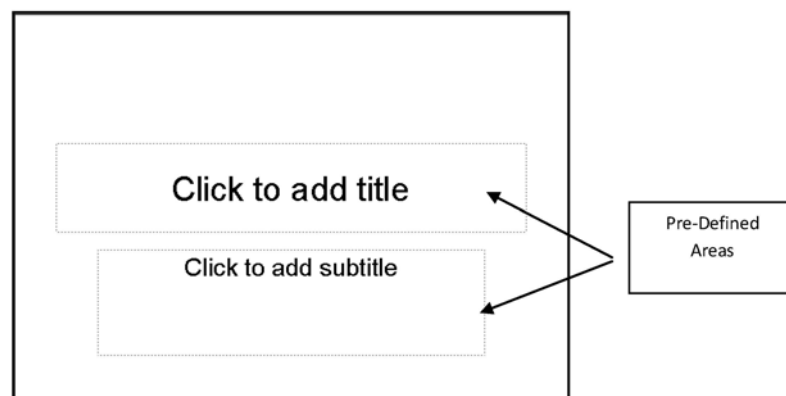 Click to add title
Click to add subtitle
Pre-Defined
Areas